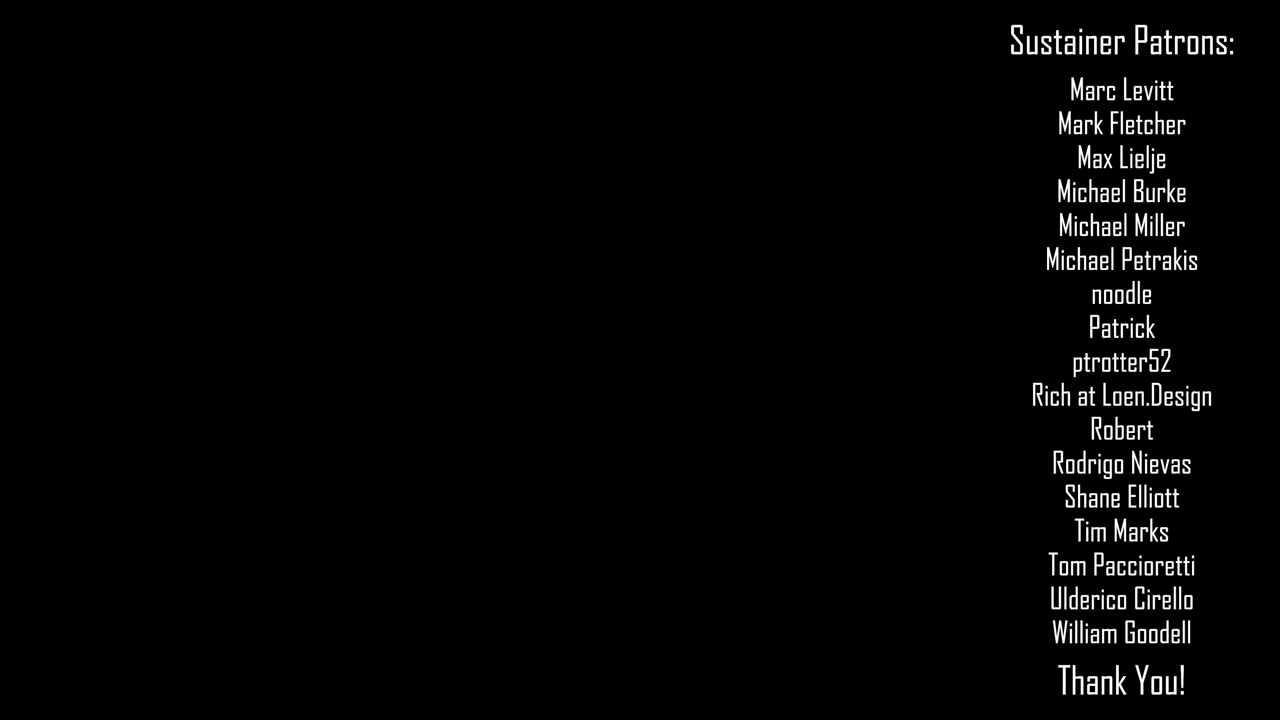 Sustainer Patrons:
Marc Levitt
Mark Fletcher
Max Lielje
Michael Burke
Michael Miller
Michael Petrakis
noodle
Patrick
ptrotter52
Rich at Loen.Design
Robert
Rodrigo Nievas
Shane Elliott
Tim Marks
Tom Paccioretti
Ulderico Cirello
William Goodell
Thank You!